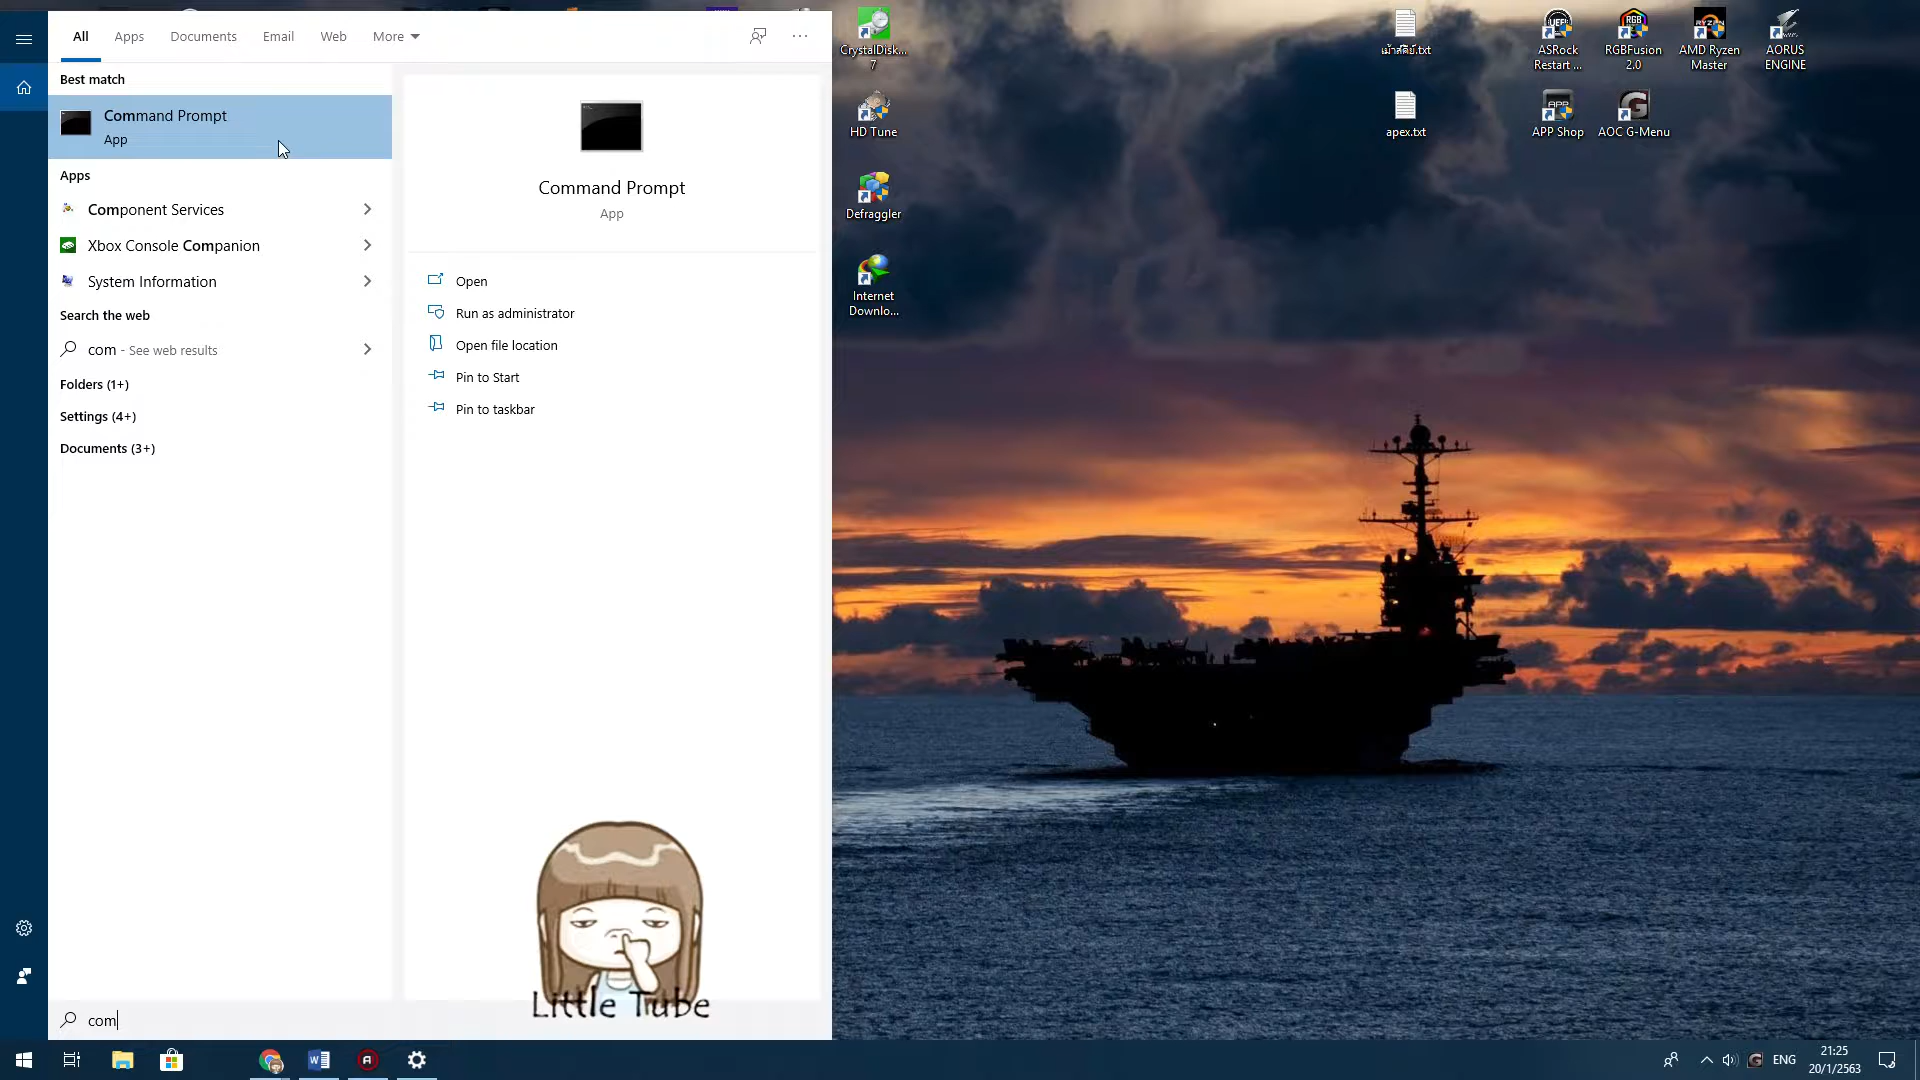 All
Apps
Documents
Email
Web
More
Best match
Command Prompt
App
Apps
Component Services
Xbox Console Companion
System Information
Search the web
com - See web results
Folders (1+)
Settings (4+)
Documents (3+)
Command Prompt
App
Open
Run as administrator
Open file location
Pin to Start
Pin to taskbar
Little Tube
com
CrystalDisk...
7
HD Tune
Defraggler
Internet
Downlo...
apex.txt
ASRock
Restart ...
RGBFusion
2.0
AMD Ryzen
Master
AORUS
ENGINE
APP Shop
AOC G-Menu
ENG
21:25
20/1/2563